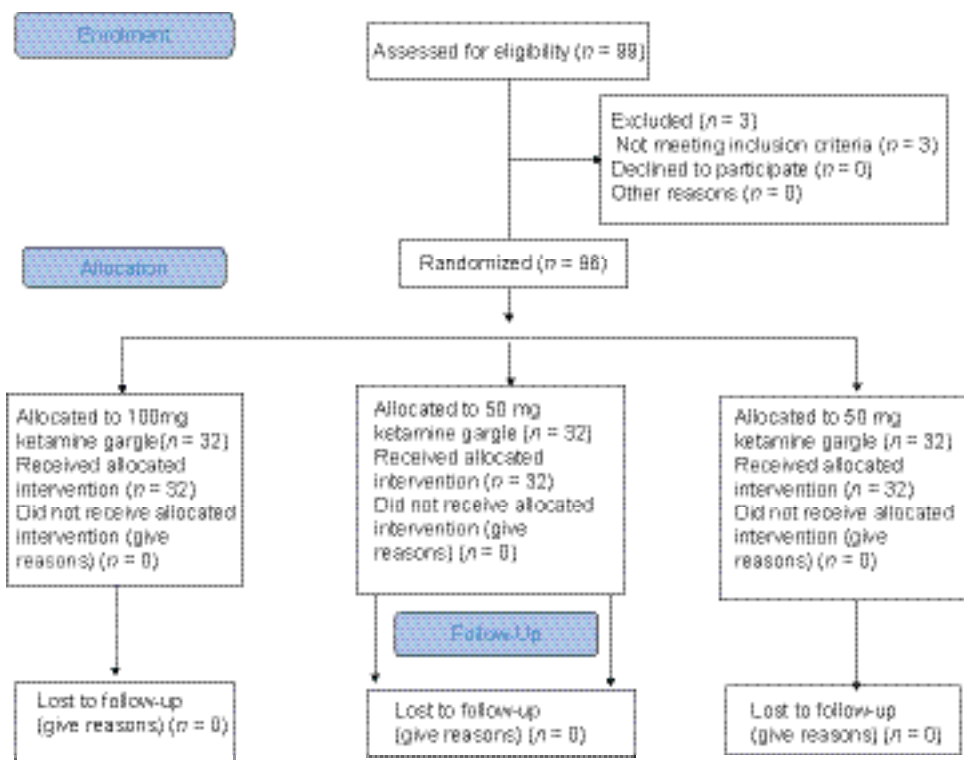 Enrolment
Assessed for eligibility (n = 99)
Excluded (n = 3)
Not meeting inclusion criteria (n = 3)
Declined to participate (n = 0)
Other reasons (n = 0)
Allocation
Randomized (n = 96)
Allocated to 100mg
ketamine gargle(n = 32)
Received allocated
intervention (n = 32)
Did not receive allocated
intervention (give
reasons) (n = 0)
Allocated to 50 mg
ketamine gargle (n = 32)
Received allocated
intervention (n = 32)
Did not receive allocated
intervention (give
reasons) (n = 0)
Allocated to 50 mg
ketamine gargle (n = 32)
Received allocated
intervention (n = 32)
Did not receive allocated
intervention (give
reasons) (n = 0)
Follow-Up
Lost to follow-up
(give reasons) (n = 0)
Lost to follow-up
(give reasons) (n = 0)
Lost to follow-up
(give reasons) (n = 0)